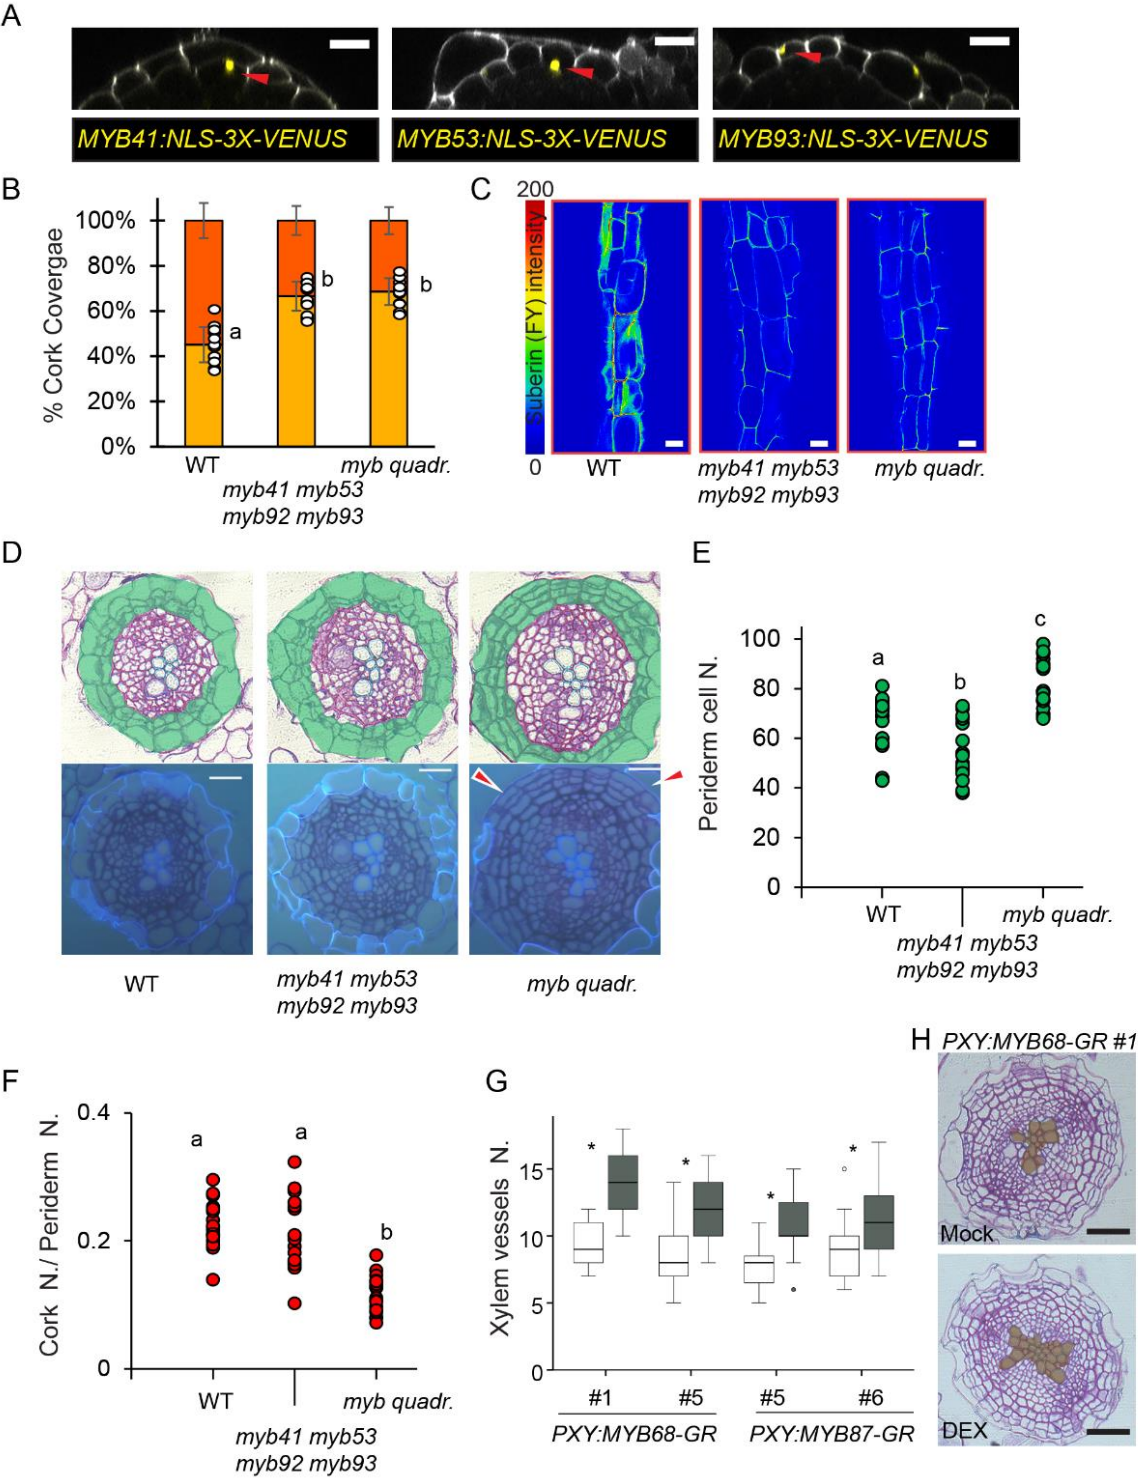 A
MYB41:NLS-3X-VENUS
MYB53:NLS-3X-VENUS
MYB93:NLS-3X-VENUS
B
% Cork Covergae
100%
80%
60%
40%
20%
0%
a
b
b
WT
myb41 myb53
myb92 myb93
myb quadr.
C
200
Suberin (FY) intensity
0
WT
myb41 myb53
myb92 myb93
myb quadr.
D
WT
myb41 myb53
myb92 myb93
myb quadr.
E
Periderm cell N.
100
80
60
40
20
0
a
b
c
WT
myb41 myb53
myb92 myb93
myb quadr.
F
Cork N./ Periderm N.
0.4
0.2
0
a
a
b
WT
myb41 myb53
myb92 myb93
myb quadr.
G
Xylem vessels N.
15
10
5
0
*
*
*
*
#1
#5
#5
#6
PXY:MYB68-GR
PXY:MYB87-GR
H
PXY:MYB68-GR #1
Mock
DEX